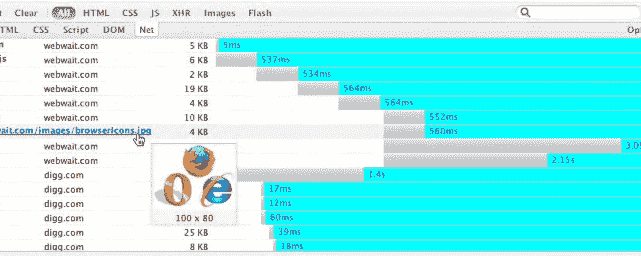 Clear All HTML CSS JS XHR Images Flash
HTML CSS Script DOM Net Op
webwait.com 5 KB 5ms
js webwait.com 6 KB 537ms
webwait.com 2 KB 534ms
webwait.com 19 KB 564ms
webwait.com 4 KB 564ms
webwait.com 10 KB 552ms
wait.com/images/browserIcons.jpg 4 KB 560ms
webwait.com 3.0
webwait.com 2.15s
digg.com 1.4s
digg.com 17ms
digg.com 12ms
digg.com 60ms
100 x 80
digg.com 25 KB 39ms
digg.com 8 KB 18ms